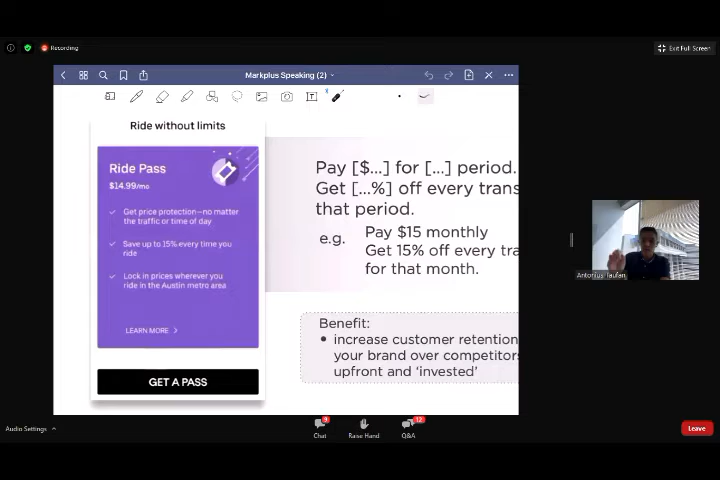 Recording
Exit Full Screen
Markplus Speaking (2)
Ride without limits
Ride Pass
$14.99/mo
Get price protection—no matter
the traffic or time of day
Save up to 15% every time you
ride
Lock in prices wherever you
ride in the Austin metro area
LEARN MORE
GET A PASS
Pay [$...] for [...] period.
Get [...%] off every trans
that period.
e.g.
Pay $15 monthly
Get 15% off every tra
for that month.
Benefit:
• increase customer retention
your brand over competitors
upfront and ‘invested’
Antonius Taufan
Audio Settings
9
Chat
Raise Hand
12
Q&A
Leave